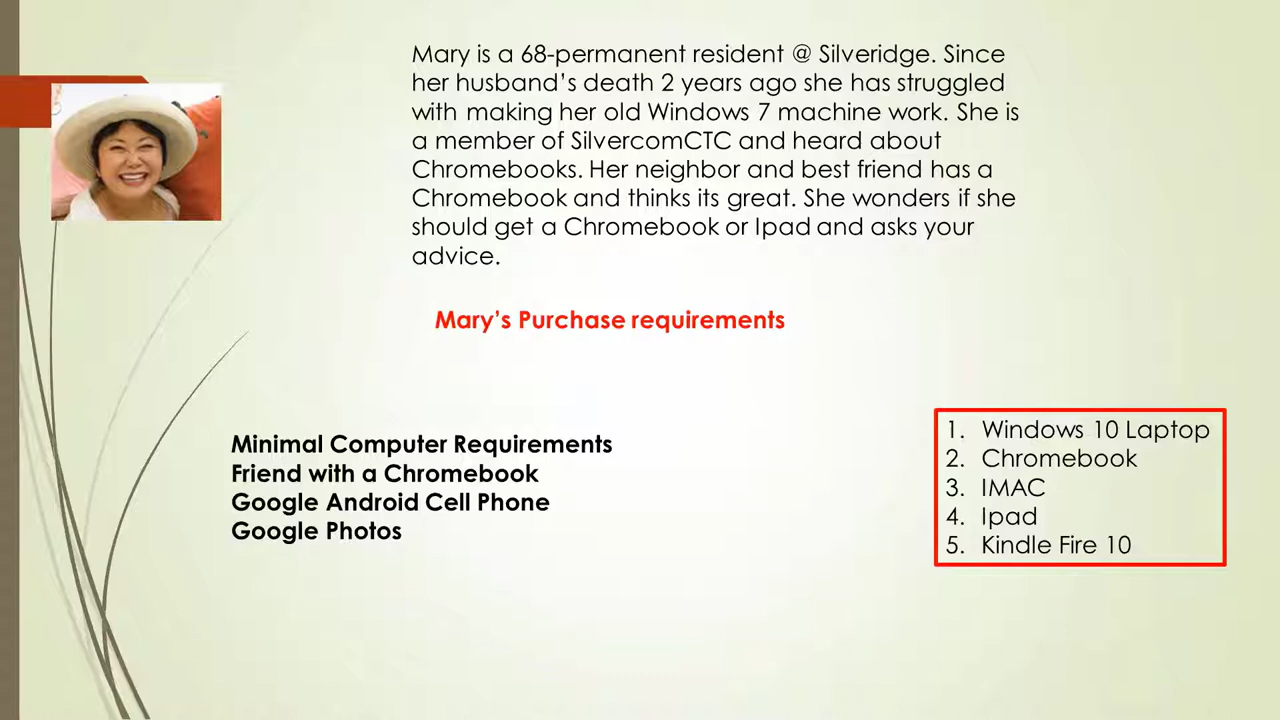 Mary is a 68-permanent resident @ Silveridge. Since
her husband's death 2 years ago she has struggled
with making her old Windows 7 machine work. She is
a member of SilvercomCTC and heard about
Chromebooks. Her neighbor and best friend has a
Chromebook and thinks its great. She wonders if she
should get a Chromebook or Ipad and asks your
advice.
Mary's Purchase requirements
Minimal Computer Requirements
Friend with a Chromebook
Google Android Cell Phone
Google Photos
1. Windows 10 Laptop
2. Chromebook
3. IMAC
4. Ipad
5. Kindle Fire 10